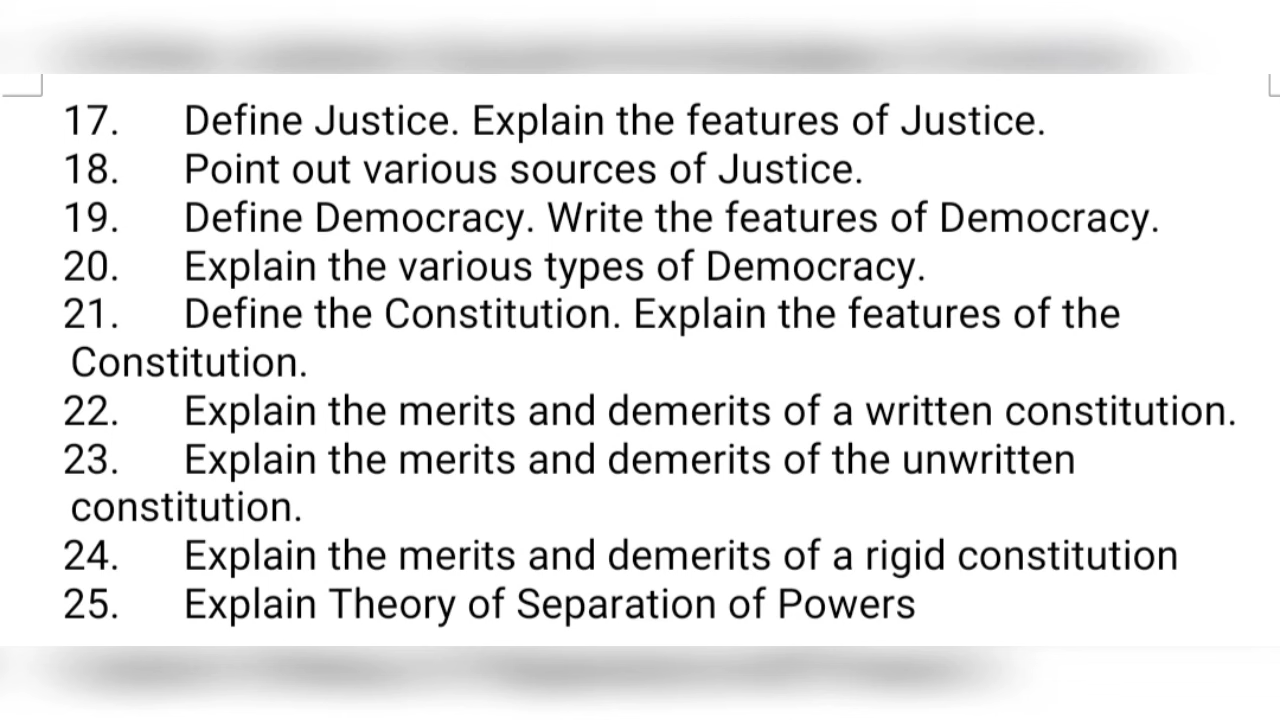 17. Define Justice. Explain the features of Justice.
18. Point out various sources of Justice.
19. Define Democracy. Write the features of Democracy.
20. Explain the various types of Democracy.
21. Define the Constitution. Explain the features of the
Constitution.
22. Explain the merits and demerits of a written constitution.
23. Explain the merits and demerits of the unwritten
constitution.
24. Explain the merits and demerits of a rigid constitution
25. Explain Theory of Separation of Powers